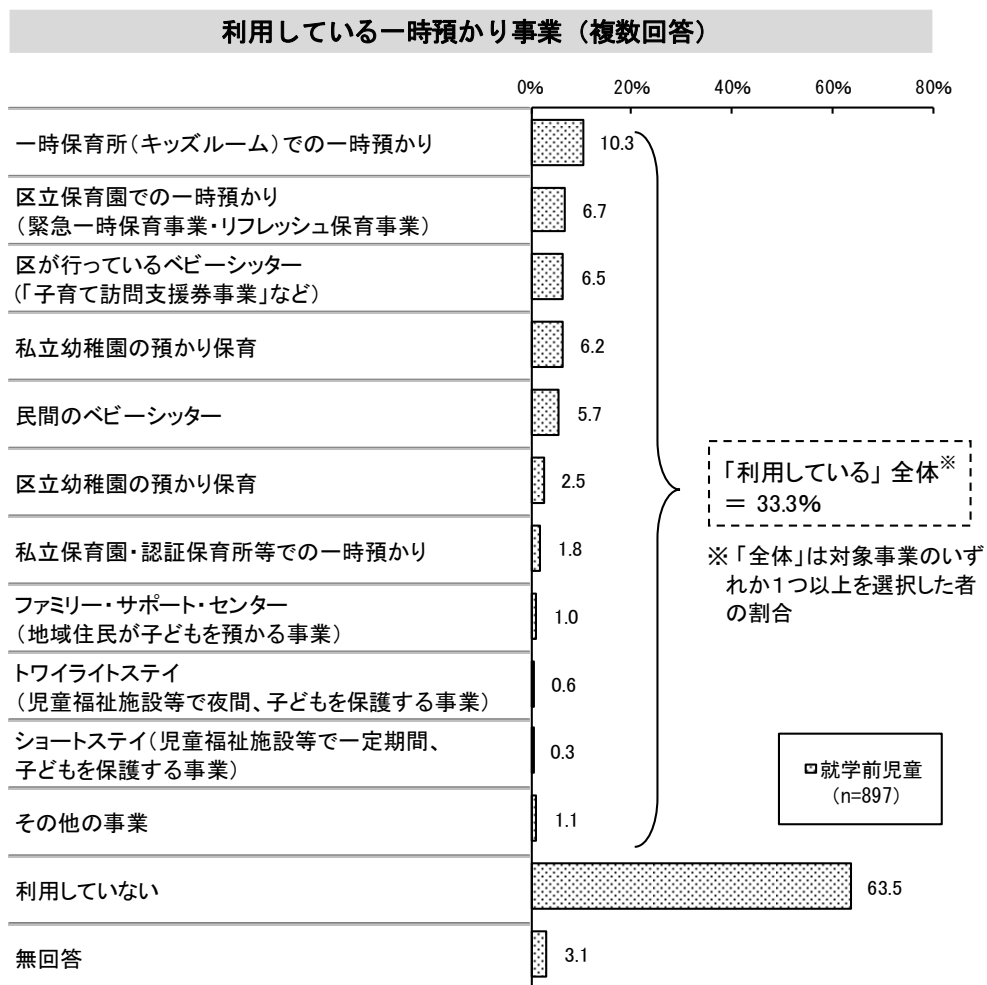 利用している一時預かり事業（複数回答）
0% 20% 40% 60% 80%
一時保育所（キッズルーム）での一時預かり 10.3
区立保育園での一時預かり
（緊急一時保育事業・リフレッシュ保育事業） 6.7
区が行っているベビーシッター
(「子育て訪問支援券事業」など) 6.5
私立幼稚園の預かり保育 6.2
民間のベビーシッター 5.7
区立幼稚園の預かり保育 2.5
私立保育園・認証保育所等での一時預かり 1.8
ファミリー・サポート・センター
（地域住民が子どもを預かる事業） 1.0
トワイライトステイ
（児童福祉施設等で夜間、子どもを保護する事業） 0.6
ショートステイ（児童福祉施設等で一定期間、
子どもを保護する事業） 0.3
その他の事業 1.1
利用していない 63.5
無回答 3.1
「利用している」 全体※
＝ 33.3%
※「全体」は対象事業のいず
れか１つ以上を選択した者
の割合
就学前児童
（n=897）